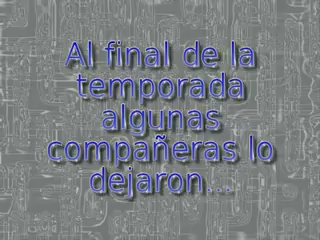 Al final de la
temporada
algunas
compañeras lo
dejaron...